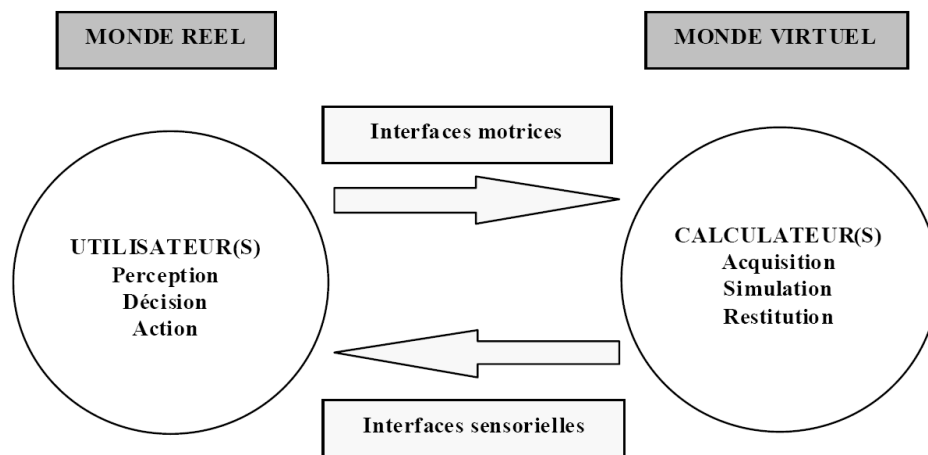 MONDE REEL
MONDE VIRTUEL
Interfaces motrices
UTILISATEUR(S)
Perception
Décision
Action
CALCULATEUR(S)
Acquisition
Simulation
Restitution
Interfaces sensorielles